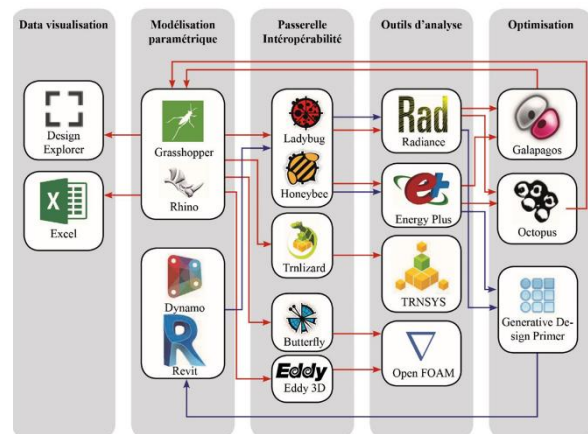 Data visualisation
Modélisation
paramétrique
Passerelle
Intéropérabilité
Outils d'analyse
Optimisation
Design
Explorer
X
Excel
Grasshopper
Rhino
Dynamo
R
Revit
Ladybug
Honeybee
Trnlizard
Butterfly
Eddy
Eddy 3D
Rad
Radiance
e+
Energy Plus
TRNSYS
Open FOAM
Galapagos
Octopus
Generative De-
sign Primer